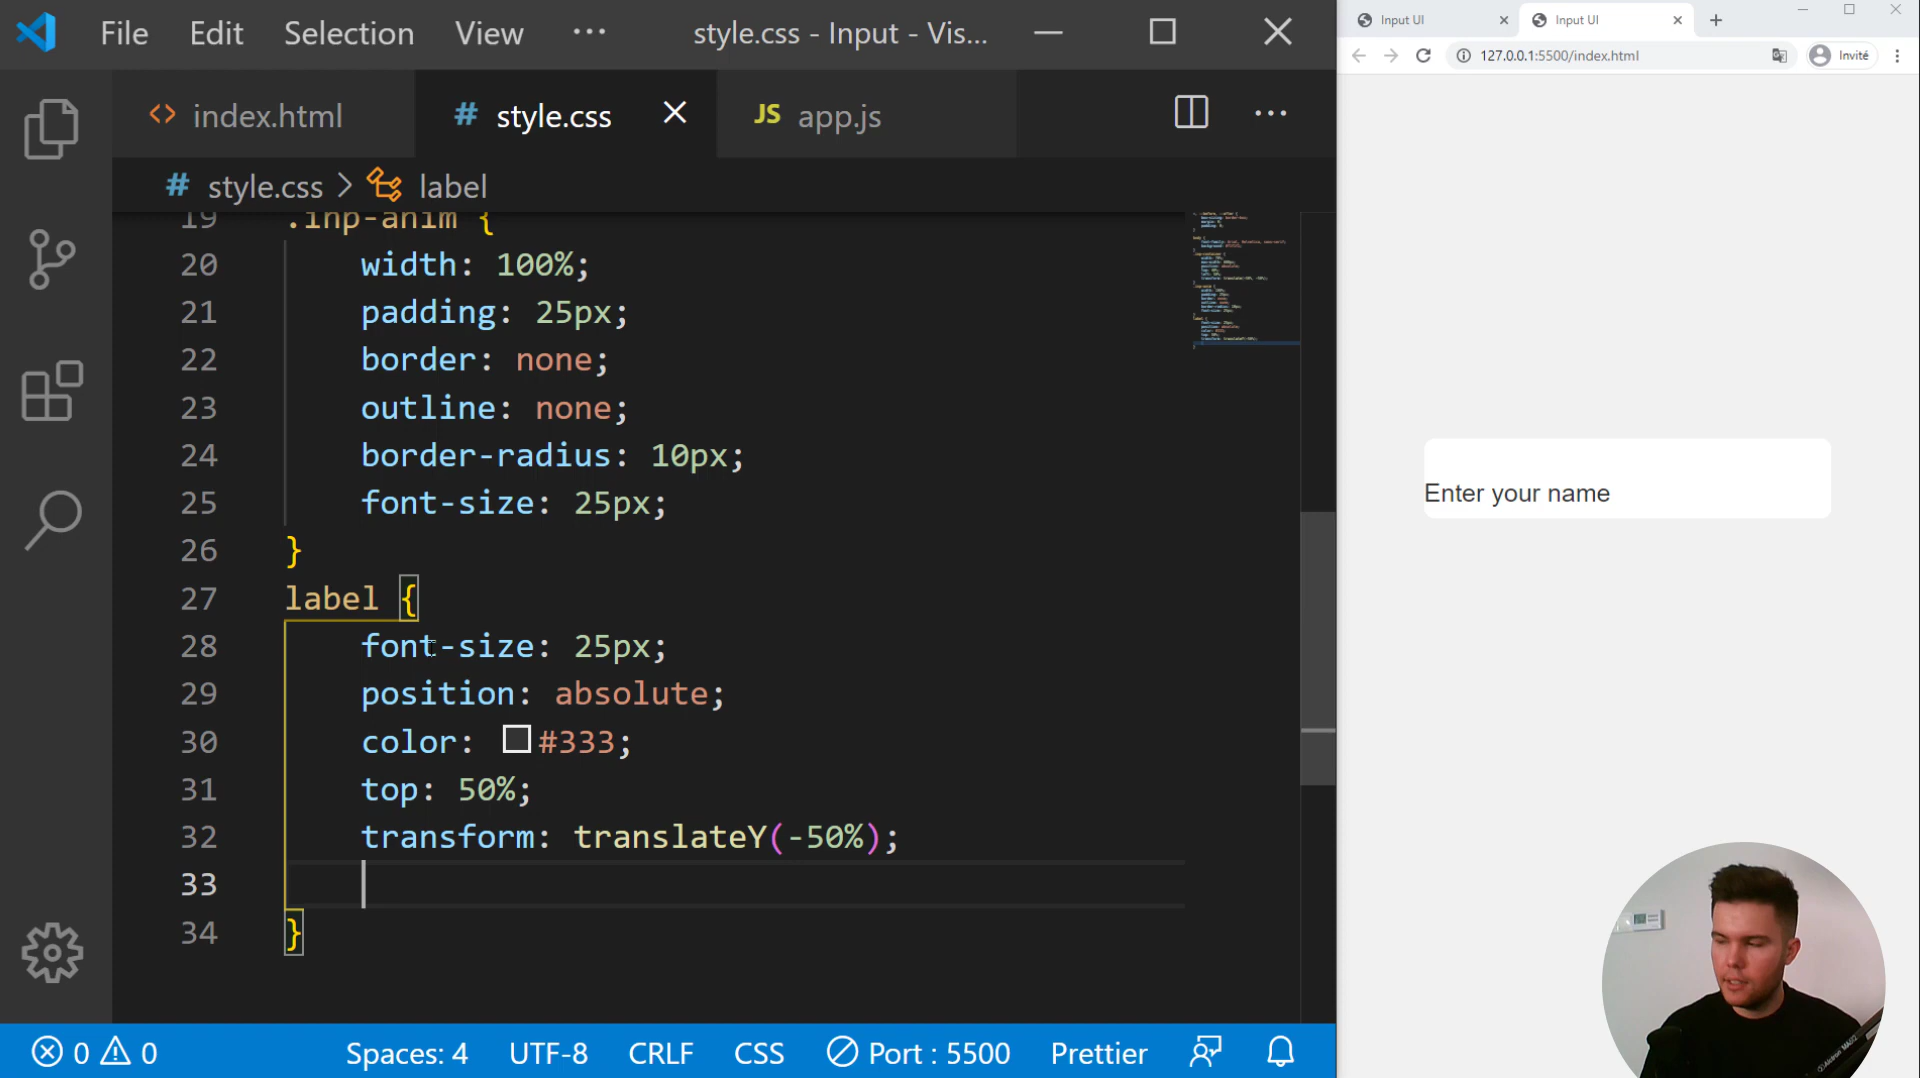 File Edit Selection View ··· style.css - Input - Vis...
index.html style.css JS app.js
style.css > label
19 .inp-anim {
20 width: 100%;
21 padding: 25px;
22 border: none;
23 outline: none;
24 border-radius: 10px;
25 font-size: 25px;
26 }
27 label {
28 font-size: 25px;
29 position: absolute;
30 color: #333;
31 top: 50%;
32 transform: translateY(-50%);
33
34 }
0 0 Spaces: 4 UTF-8 CRLF CSS Port : 5500 Prettier
Input UI Input UI
127.0.0.1:5500/index.html Invité
Enter your name